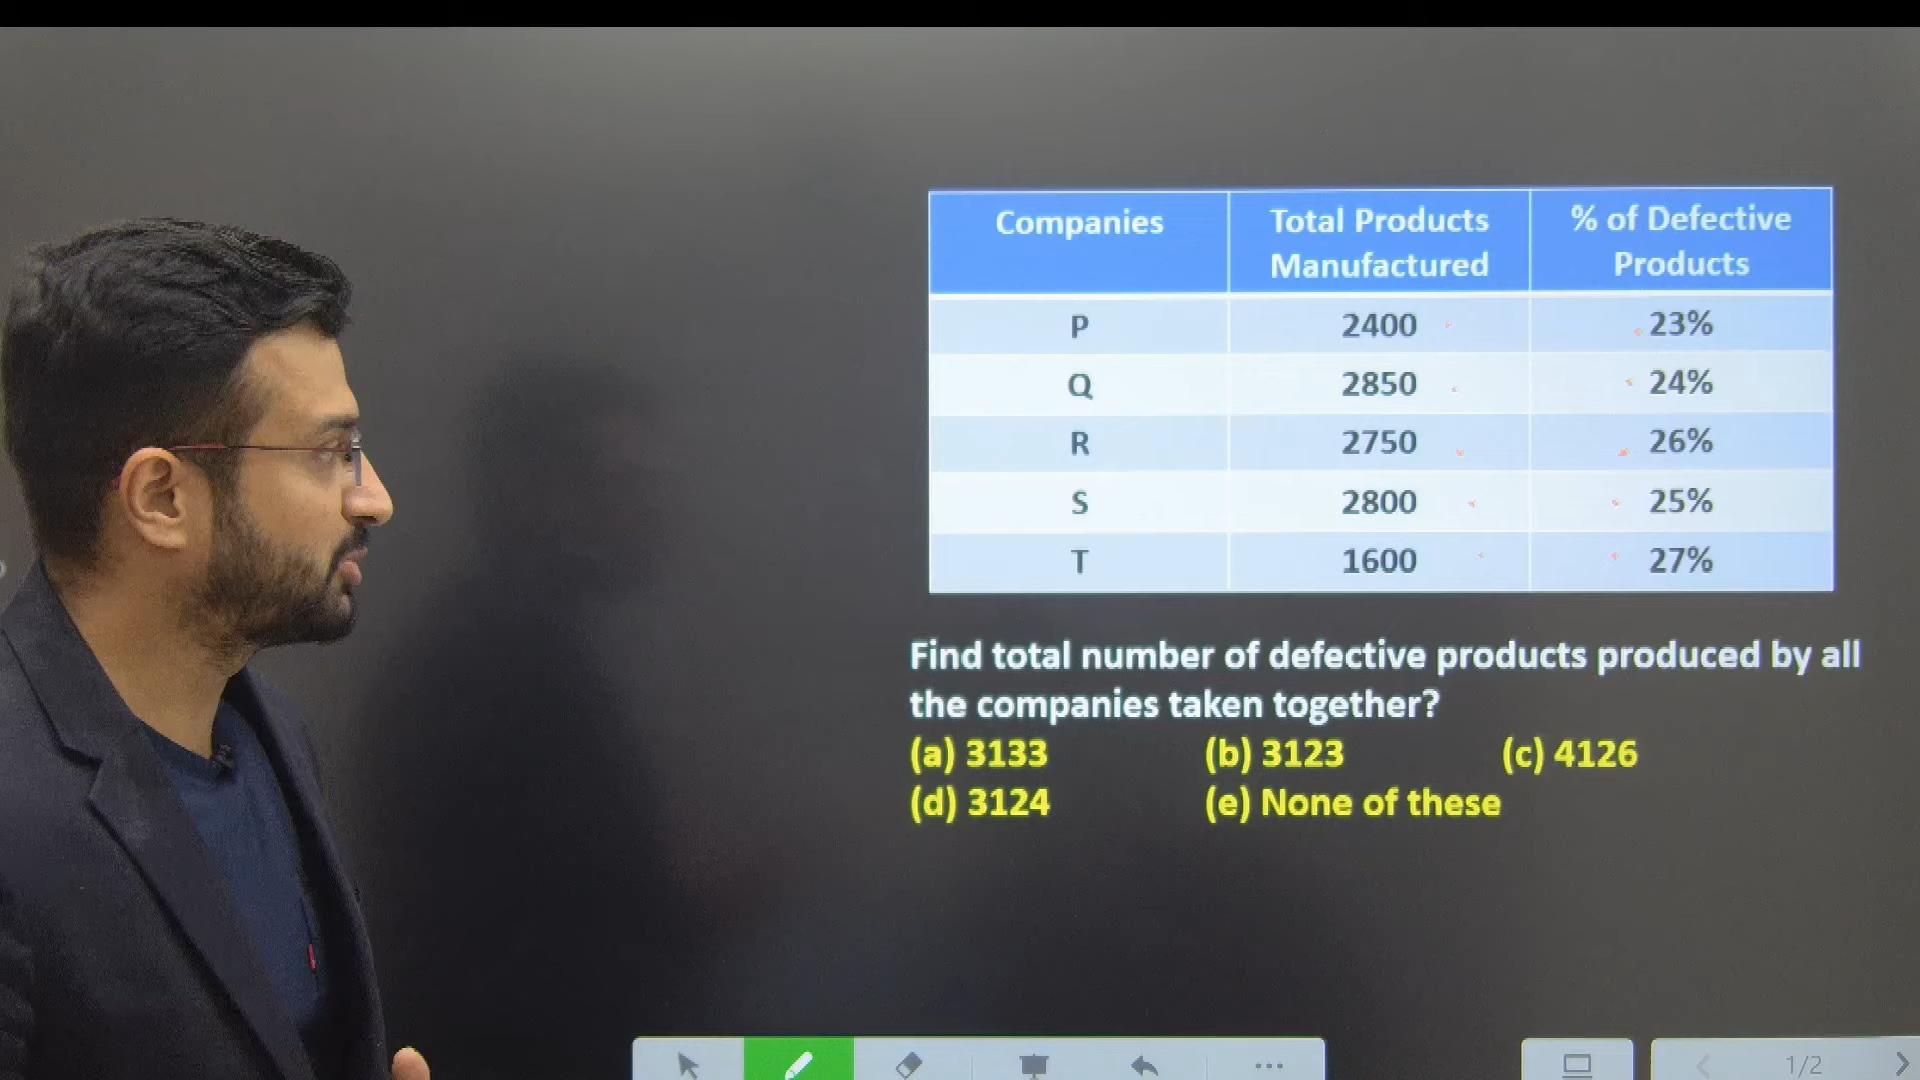 Companies Total Products Manufactured % of Defective Products
P 2400 23%
Q 2850 24%
R 2750 26%
S 2800 25%
T 1600 27%
Find total number of defective products produced by all
the companies taken together?
(a) 3133 (b) 3123 (c) 4126
(d) 3124 (e) None of these
1/2